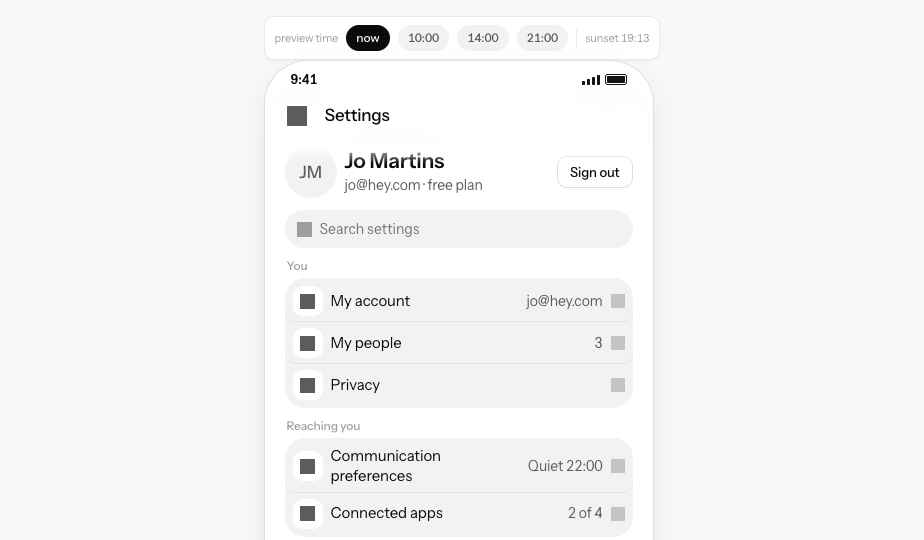 preview time now 10:00 14:00 21:00 sunset 19:13
9:41
Settings
JM
Jo Martins
jo@hey.com · free plan
Sign out
Search settings
You
My account jo@hey.com
My people 3
Privacy
Reaching you
Communication
preferences
Quiet 22:00
Connected apps 2 of 4